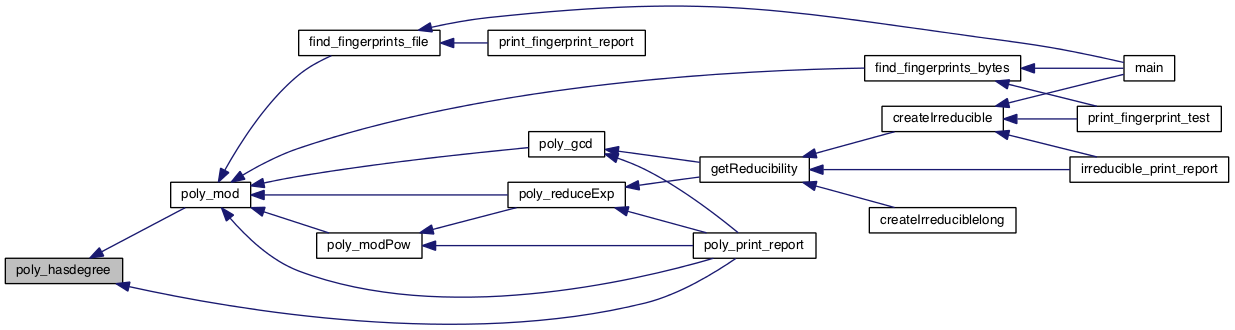 find_fingerprints_file
print_fingerprint_report
find_fingerprints_bytes
main
createIrreducible
print_fingerprint_test
poly_gcd
getReducibility
irreducible_print_report
poly_mod
poly_reduceExp
createIrreduciblelong
poly_modPow
poly_print_report
poly_hasdegree